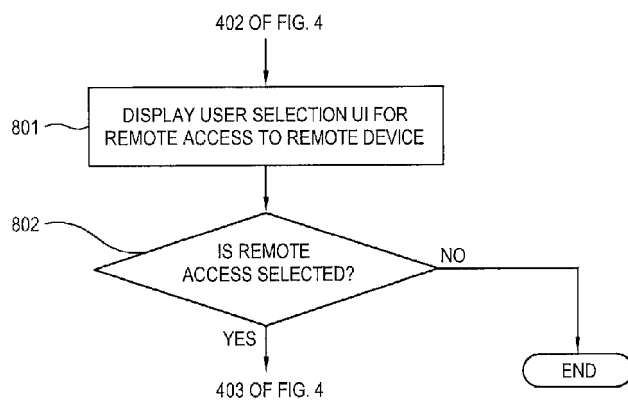 402 OF FIG. 4
801
DISPLAY USER SELECTION UI FOR
REMOTE ACCESS TO REMOTE DEVICE
802
IS REMOTE
ACCESS SELECTED?
NO
YES
END
403 OF FIG. 4